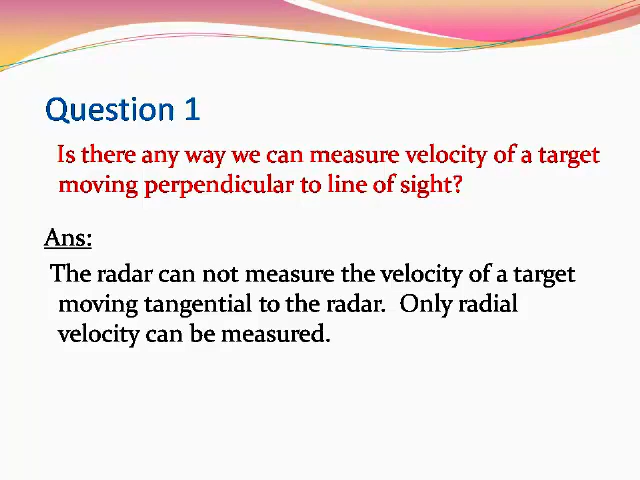 Question 1
Is there any way we can measure velocity of a target
moving perpendicular to line of sight?
Ans:
The radar can not measure the velocity of a target
moving tangential to the radar. Only radial
velocity can be measured.